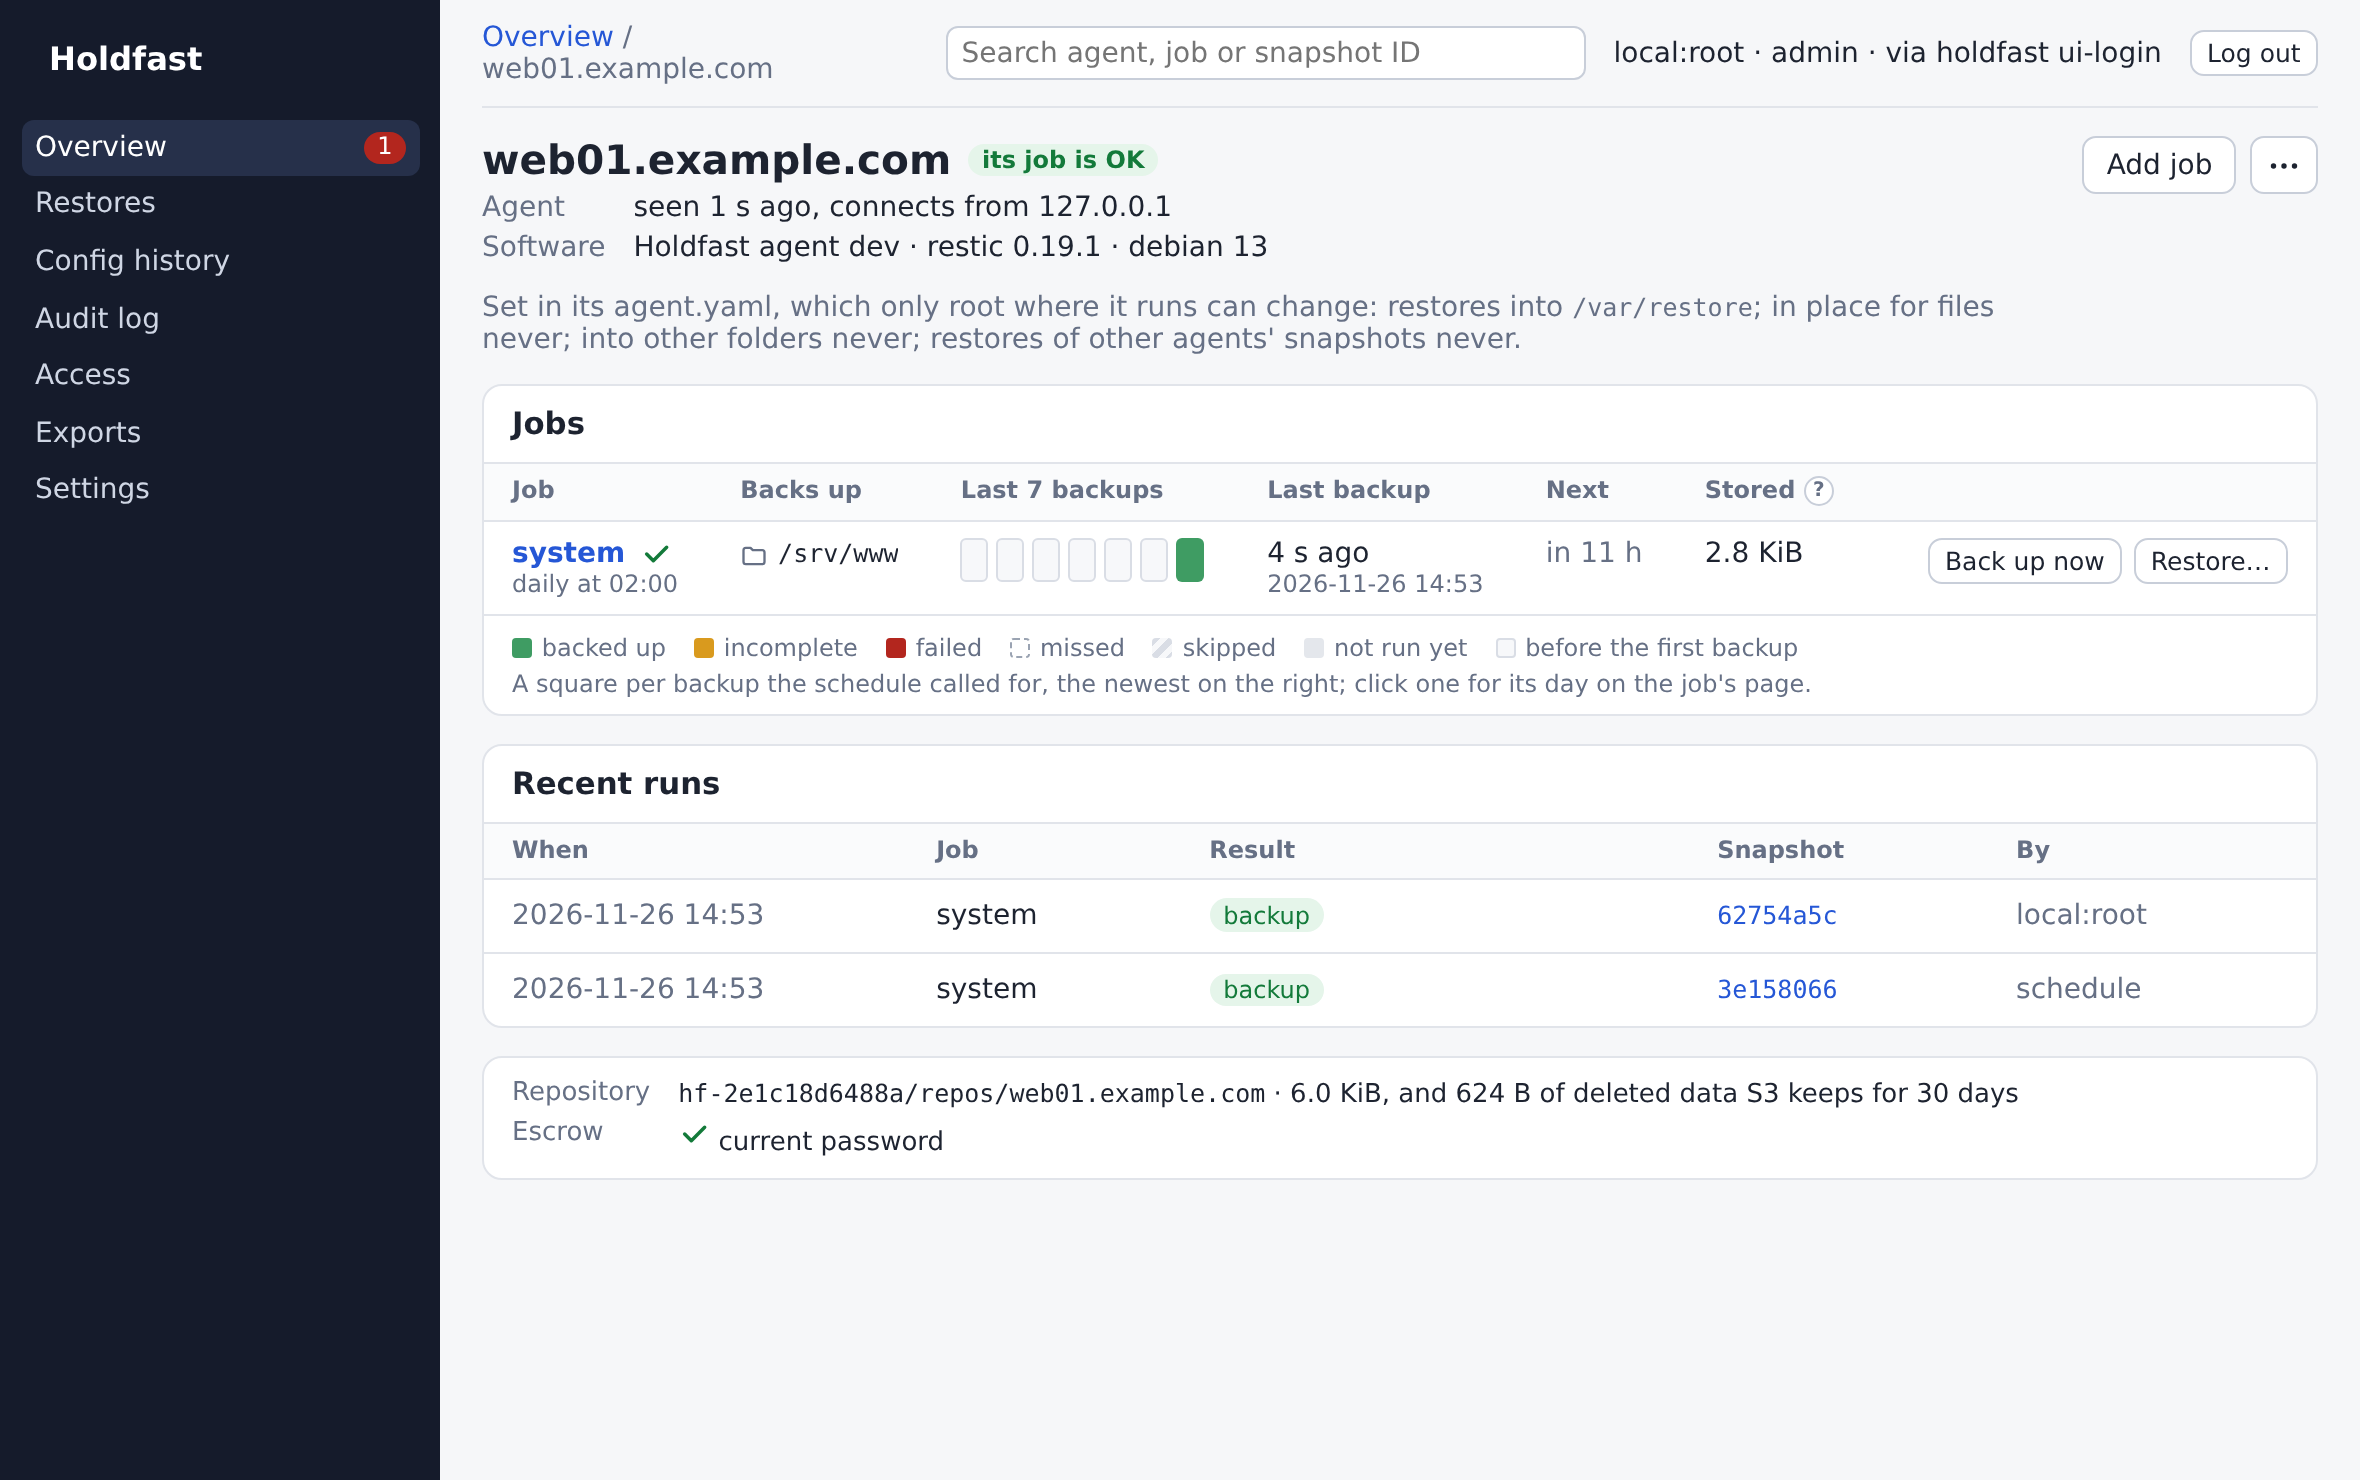 Holdfast
Overview 1
Restores
Config history
Audit log
Access
Exports
Settings
Overview /
web01.example.com
Search agent, job or snapshot ID
local:root · admin · via holdfast ui-login
Log out
web01.example.com its job is OK
Add job
...
Agent seen 1 s ago, connects from 127.0.0.1
Software Holdfast agent dev · restic 0.19.1 · debian 13
Set in its agent.yaml, which only root where it runs can change: restores into /var/restore; in place for files
never; into other folders never; restores of other agents' snapshots never.
Jobs
Job Backs up Last 7 backups Last backup Next Stored ?
system /srv/www 4 s ago in 11 h 2.8 KiB Back up now Restore...
daily at 02:00 2026-11-26 14:53
backed up incomplete failed missed skipped not run yet before the first backup
A square per backup the schedule called for, the newest on the right; click one for its day on the job's page.
Recent runs
When Job Result Snapshot By
2026-11-26 14:53 system backup 62754a5c local:root
2026-11-26 14:53 system backup 3e158066 schedule
Repository hf-2e1c18d6488a/repos/web01.example.com · 6.0 KiB, and 624 B of deleted data S3 keeps for 30 days
Escrow current password